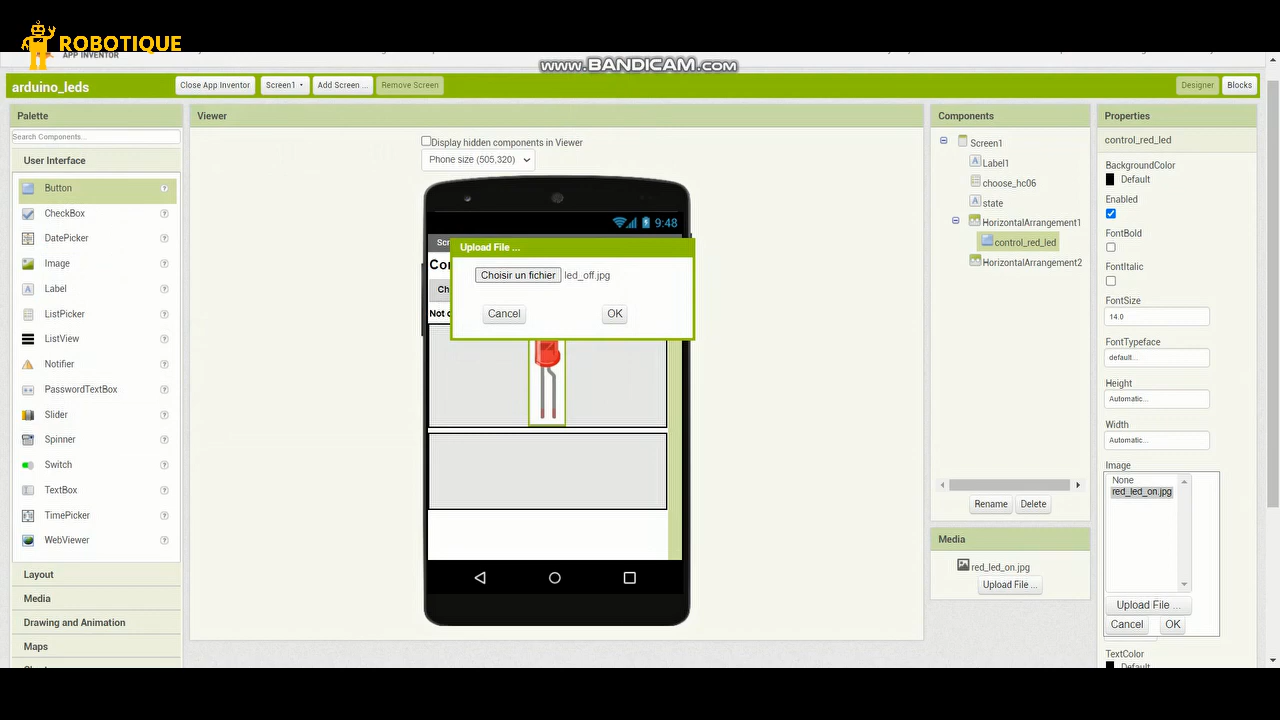 ROBOTIQUE
APP INVENTOR
www.BANDICAM.com
arduino_leds
Close App Inventor
Screen1
Add Screen ...
Remove Screen
Designer
Blocks
Palette
Search Components...
User Interface
Button
CheckBox
DatePicker
Image
Label
ListPicker
ListView
Notifier
PasswordTextBox
Slider
Spinner
Switch
TextBox
TimePicker
WebViewer
Layout
Media
Drawing and Animation
Maps
Viewer
Display hidden components in Viewer
Phone size (505,320)
9:48
Upload File ...
Choisir un fichier led_off.jpg
Cancel
OK
Components
Screen1
Label1
choose_hc06
state
HorizontalArrangement1
control_red_led
HorizontalArrangement2
Rename
Delete
Media
red_led_on.jpg
Upload File ...
Properties
control_red_led
BackgroundColor
Default
Enabled
FontBold
FontItalic
FontSize
14.0
FontTypeface
default...
Height
Automatic...
Width
Automatic...
Image
None
red_led_on.jpg
Upload File ...
Cancel
OK
TextColor
Default